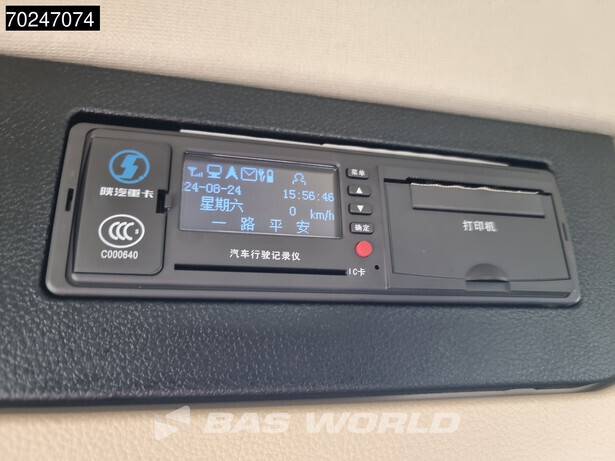 70247074
陕汽重卡
CCC
C000640
24-08-24 15:56:46
星期六 0 km/h
一路平安
汽车行驶记录仪
IC卡
菜单
▲
▼
确定
打印机
BAS WORLD